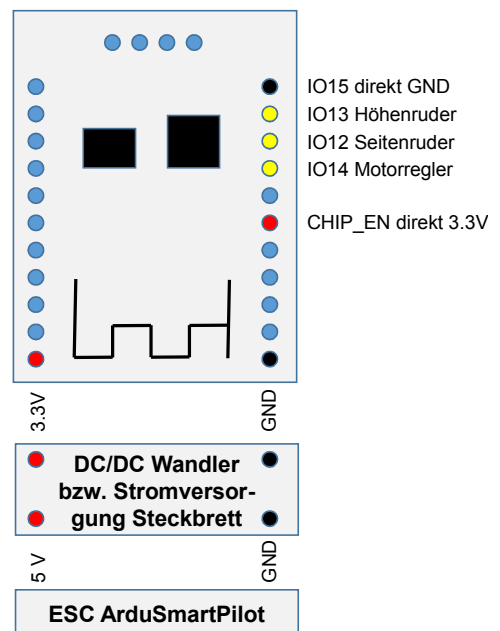 IO15 direkt GND
IO13 Höhenruder
IO12 Seitenruder
IO14 Motorregler
CHIP_EN direkt 3.3V
3.3V
GND
DC/DC Wandler
bzw. Stromversor-
gung Steckbrett
5 V
GND
ESC ArduSmartPilot